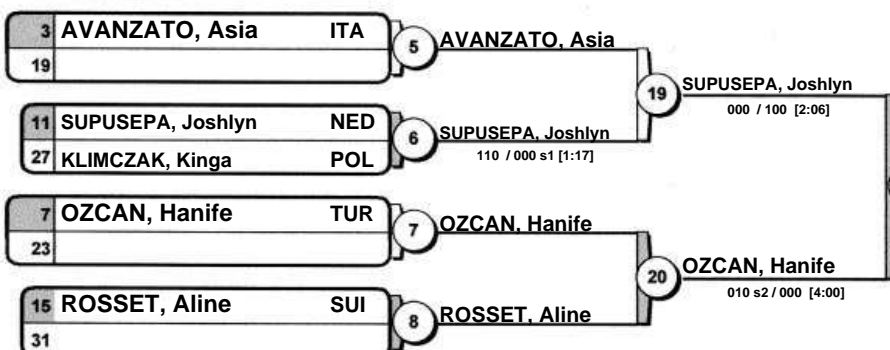 3 AVANZATO, Asia ITA
19
5 AVANZATO, Asia
19 SUPUSEPA, Joshlyn
000 / 100 [2:06]
11 SUPUSEPA, Joshlyn NED
27 KLIMCZAK, Kinga POL
6 SUPUSEPA, Joshlyn
110 / 000 s1 [1:17]
7 OZCAN, Hanife TUR
23
7 OZCAN, Hanife
20 OZCAN, Hanife
010 s2 / 000 [4:00]
15 ROSSET, Aline SUI
31
8 ROSSET, Aline